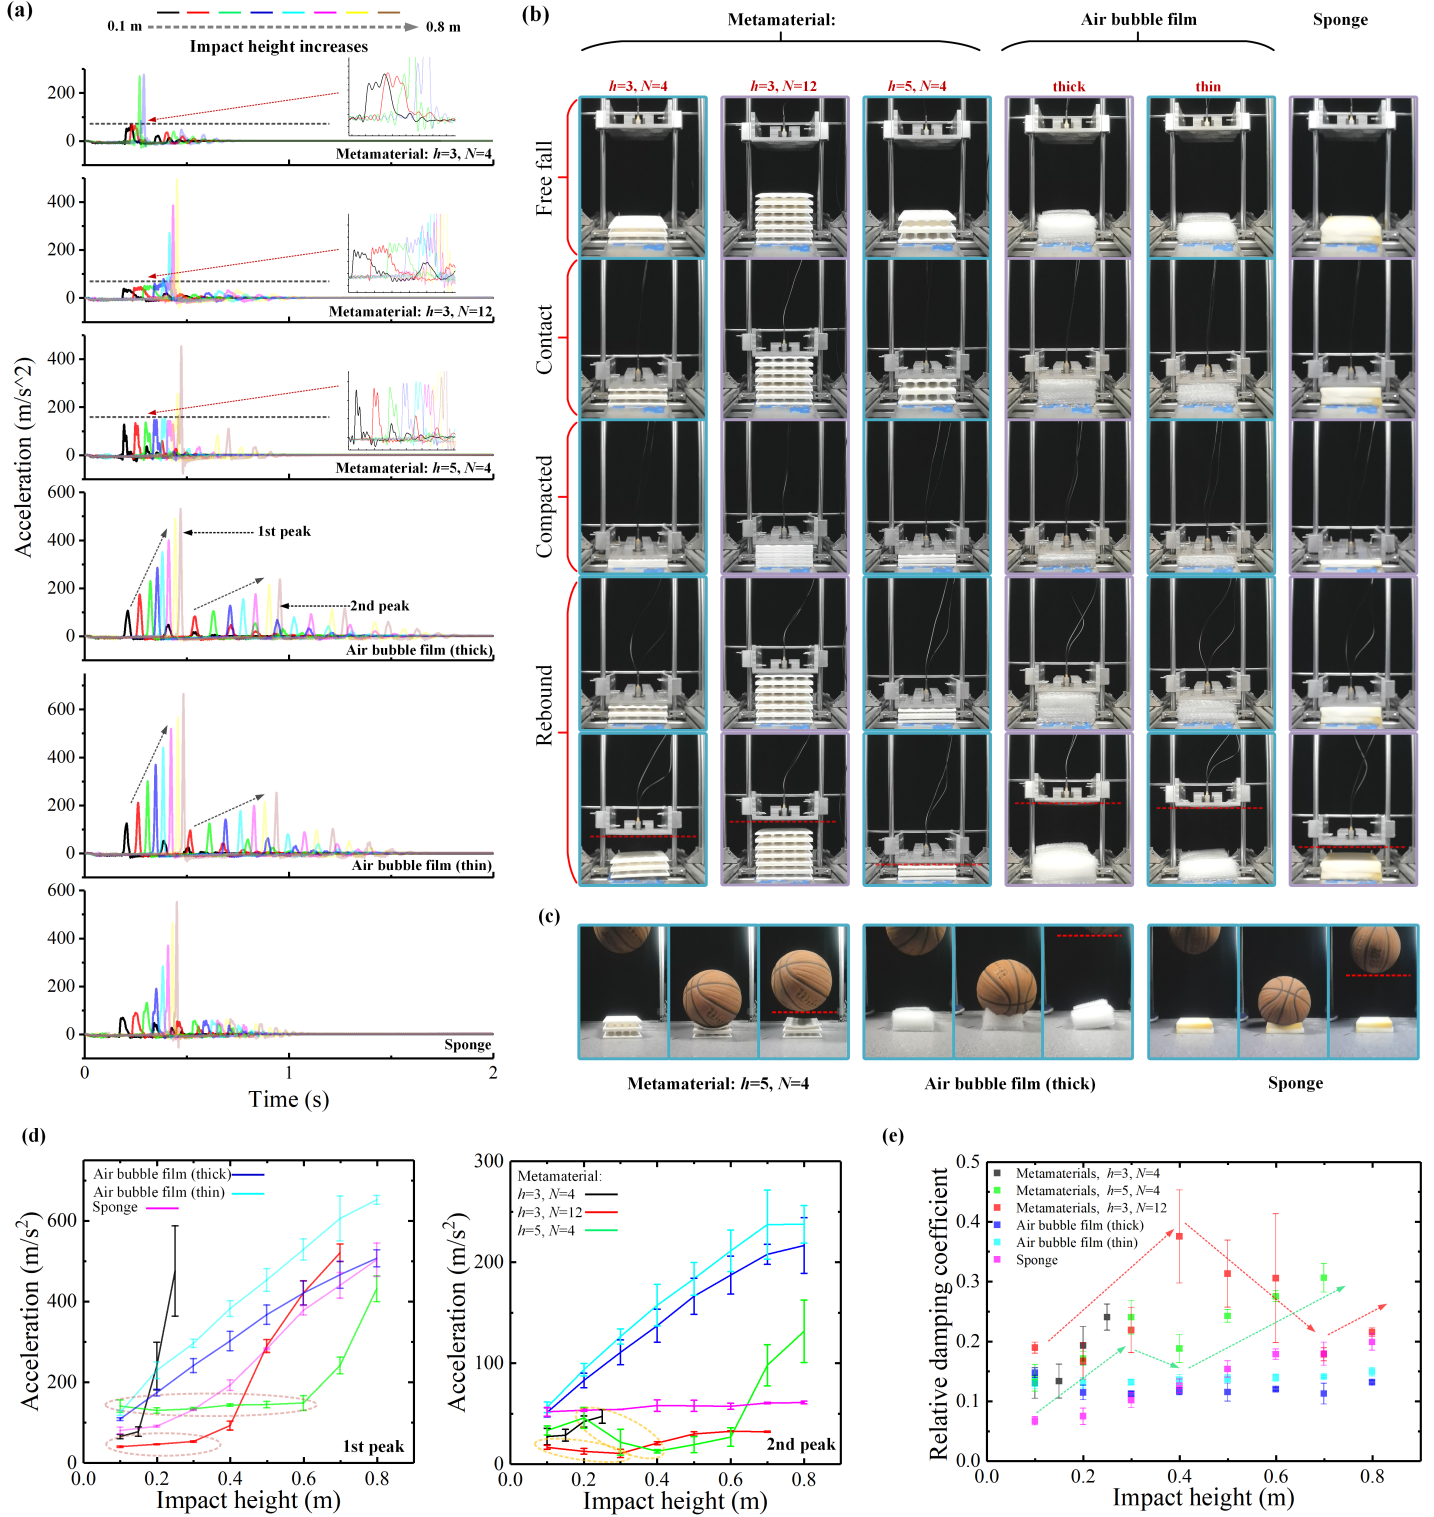 (a)
0.1 m
0.8 m
Impact height increases
Acceleration (m/s^2)
200
0
Metamaterial: h=3, N=4
400
200
0
Metamaterial: h=3, N=12
400
200
0
Metamaterial: h=5, N=4
600
400
200
0
1st peak
2nd peak
Air bubble film (thick)
600
400
200
0
Air bubble film (thin)
600
400
200
0
Sponge
0 1 2
Time (s)
(b)
Metamaterial:
Air bubble film
Sponge
h=3, N=4
h=3, N=12
h=5, N=4
thick
thin
Free fall
Contact
Compacted
Rebound
(c)
Metamaterial: h=5, N=4
Air bubble film (thick)
Sponge
(d)
Acceleration (m/s²)
600
400
200
0
Air bubble film (thick)
Air bubble film (thin)
Sponge
1st peak
0.0 0.2 0.4 0.6 0.8
Impact height (m)
Acceleration (m/s²)
300
200
100
0
Metamaterial:
h=3, N=4
h=3, N=12
h=5, N=4
2nd peak
0.0 0.2 0.4 0.6 0.8
Impact height (m)
(e)
Relative damping coefficient
0.5
0.4
0.3
0.2
0.1
0.0
Metamaterials, h=3, N=4
Metamaterials, h=5, N=4
Metamaterials, h=3, N=12
Air bubble film (thick)
Air bubble film (thin)
Sponge
0.0 0.2 0.4 0.6 0.8
Impact height (m)